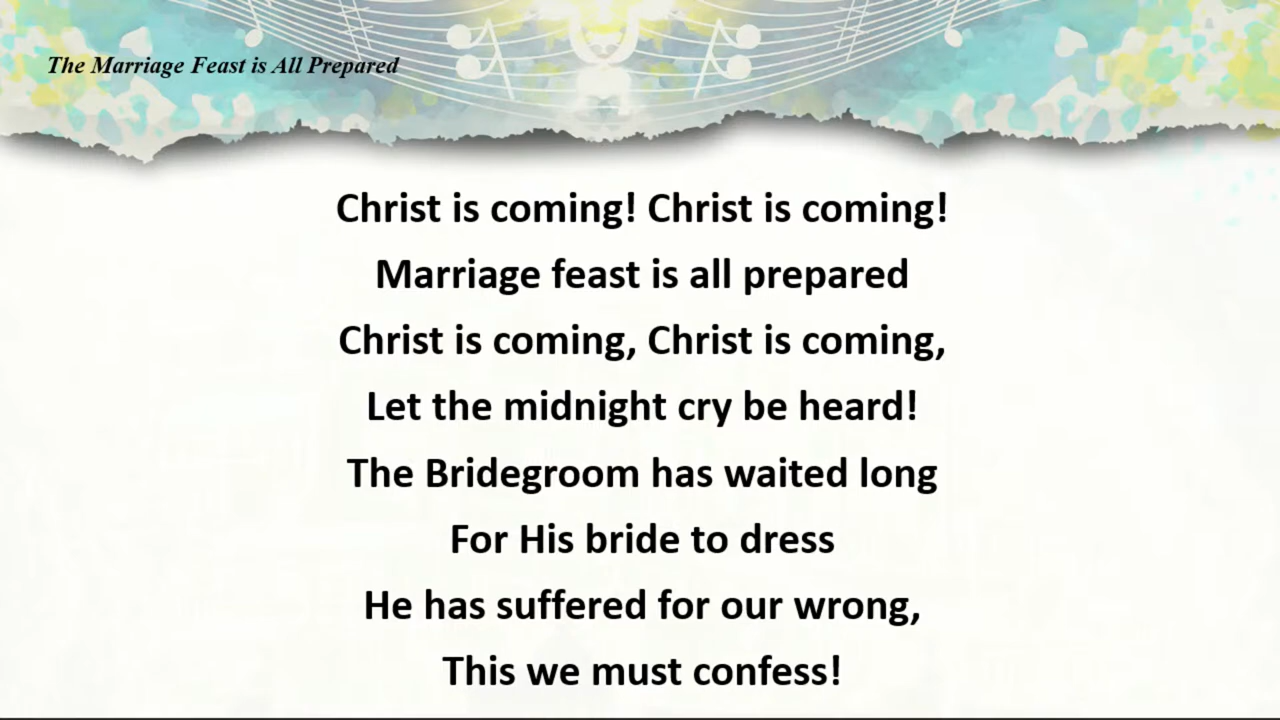 The Marriage Feast is All Prepared
Christ is coming! Christ is coming!
Marriage feast is all prepared
Christ is coming, Christ is coming,
Let the midnight cry be heard!
The Bridegroom has waited long
For His bride to dress
He has suffered for our wrong,
This we must confess!